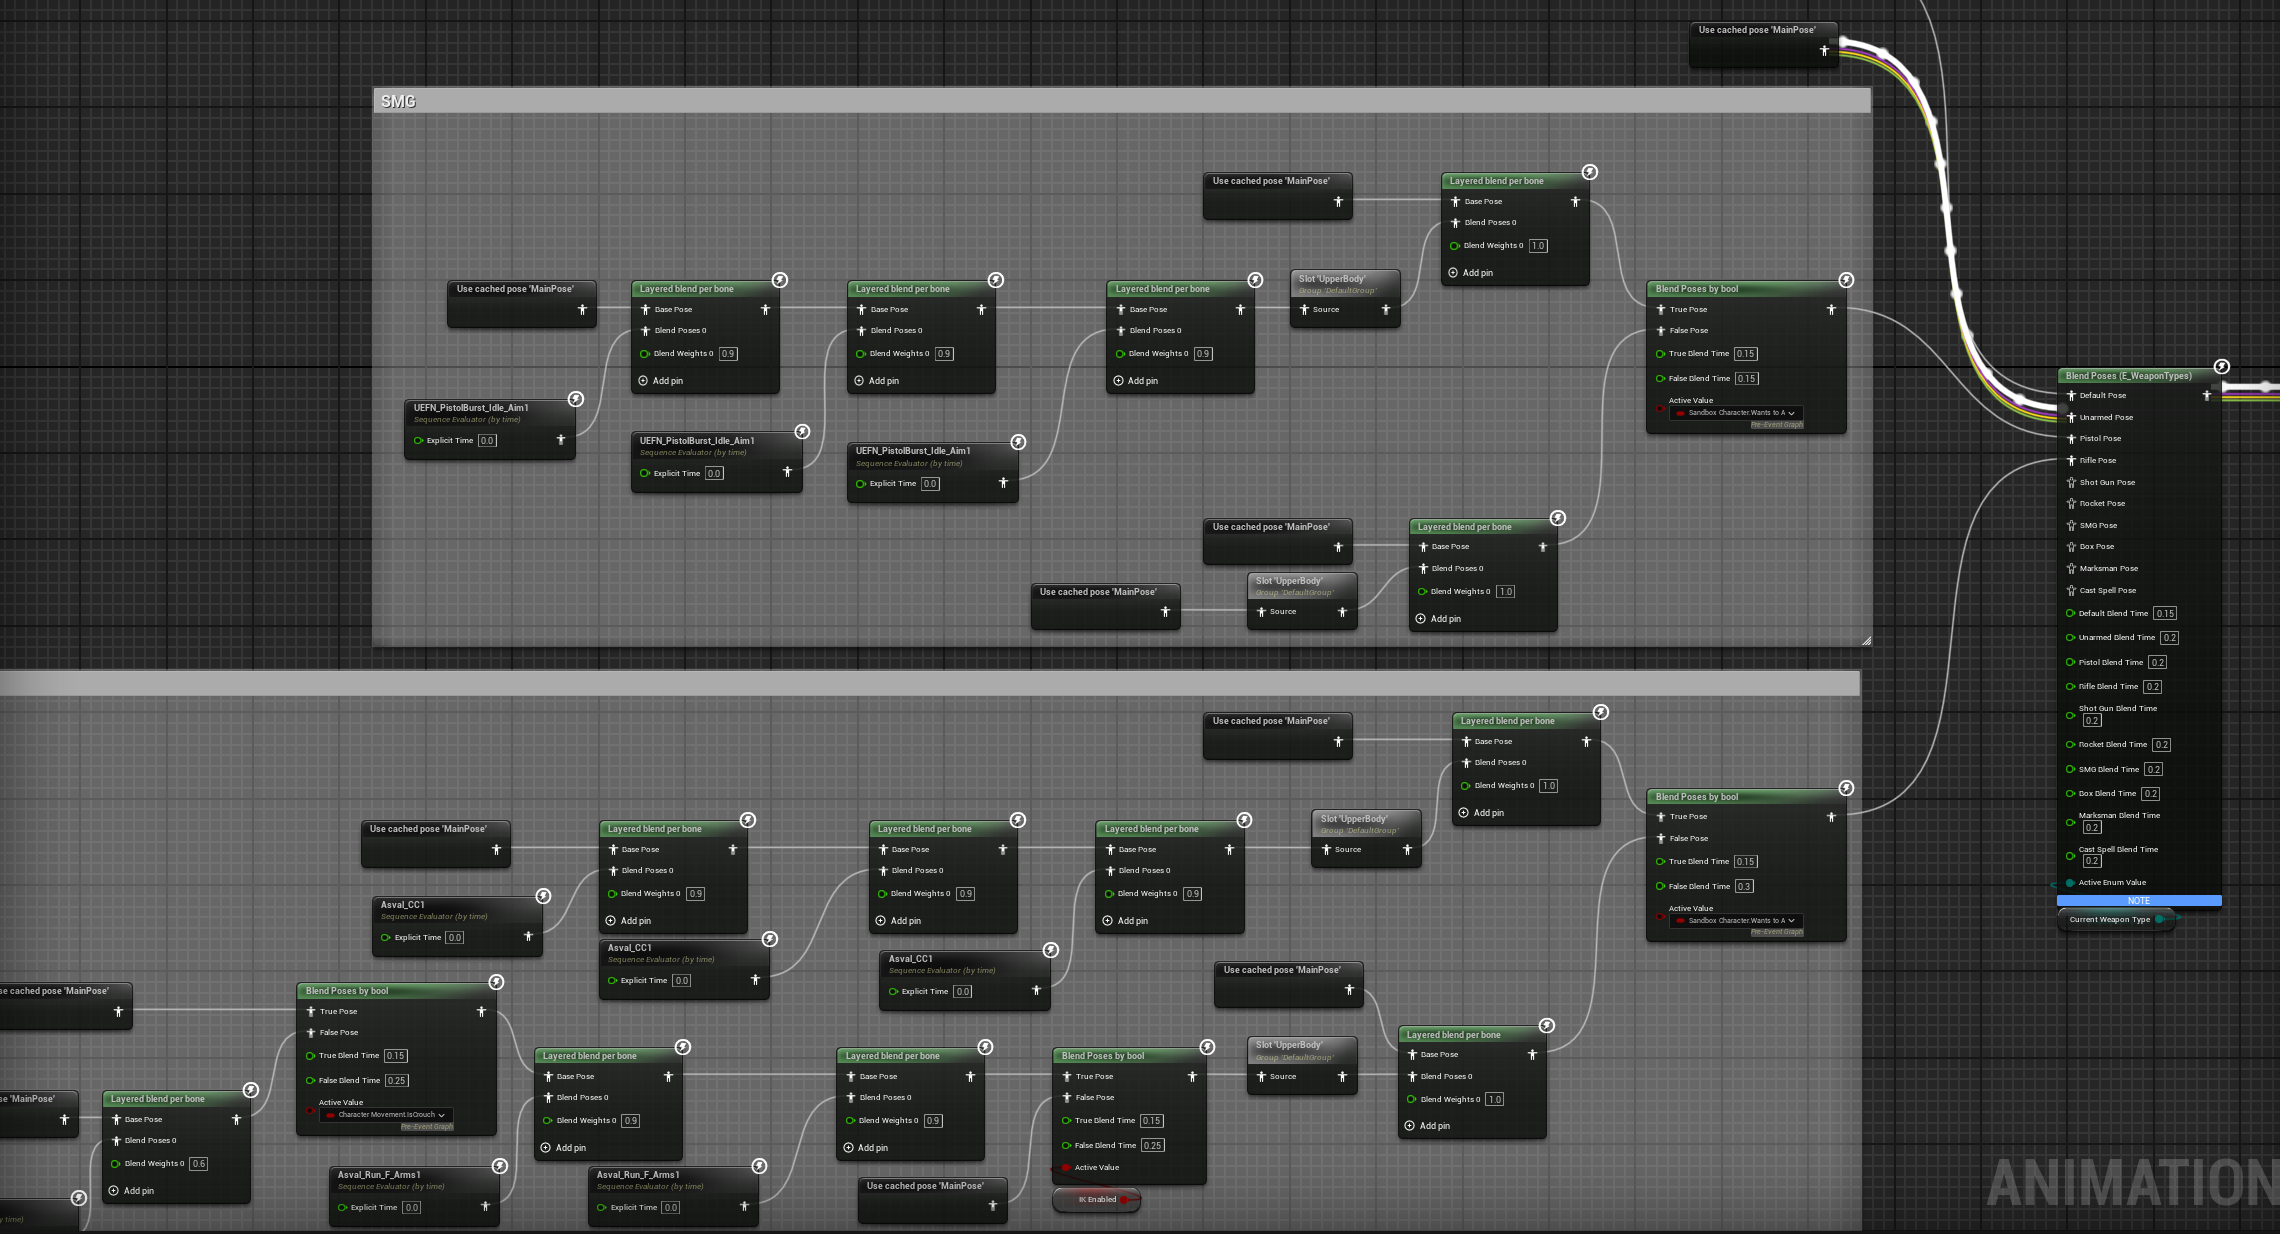 Use cached pose 'MainPose'
SMG
Use cached pose 'MainPose'
Layered blend per bone
Base Pose
Blend Poses 0
Blend Weights 0 1.0
Add pin
Use cached pose 'MainPose'
Layered blend per bone
Base Pose
Blend Poses 0
Blend Weights 0 0.9
Add pin
Layered blend per bone
Base Pose
Blend Poses 0
Blend Weights 0 0.9
Add pin
Layered blend per bone
Base Pose
Blend Poses 0
Blend Weights 0 0.9
Add pin
Slot 'UpperBody'
Group 'DefaultGroup'
Source
Blend Poses by bool
True Pose
False Pose
True Blend Time 0.15
False Blend Time 0.15
Active Value
Sandbox Character.Wants to A
Pre-Event Graph
UEFN_PistolBurst_Idle_Aim1
Sequence Evaluator (by time)
Explicit Time 0.0
UEFN_PistolBurst_Idle_Aim1
Sequence Evaluator (by time)
Explicit Time 0.0
UEFN_PistolBurst_Idle_Aim1
Sequence Evaluator (by time)
Explicit Time 0.0
Use cached pose 'MainPose'
Layered blend per bone
Base Pose
Blend Poses 0
Blend Weights 0 1.0
Add pin
Use cached pose 'MainPose'
Slot 'UpperBody'
Group 'DefaultGroup'
Source
Blend Poses (E_WeaponTypes)
Default Pose
Unarmed Pose
Pistol Pose
Rifle Pose
Shot Gun Pose
Rocket Pose
SMG Pose
Box Pose
Marksman Pose
Cast Spell Pose
Default Blend Time 0.15
Unarmed Blend Time 0.2
Pistol Blend Time 0.2
Rifle Blend Time 0.2
Shot Gun Blend Time
0.2
Rocket Blend Time 0.2
SMG Blend Time 0.2
Box Blend Time 0.2
Marksman Blend Time
0.2
Cast Spell Blend Time
0.2
Active Enum Value
NOTE
Current Weapon Type
Use cached pose 'MainPose'
Layered blend per bone
Base Pose
Blend Poses 0
Blend Weights 0 1.0
Add pin
Blend Poses by bool
True Pose
False Pose
True Blend Time 0.15
False Blend Time 0.3
Active Value
Sandbox Character.Wants to A
Pre-Event Graph
Use cached pose 'MainPose'
Layered blend per bone
Base Pose
Blend Poses 0
Blend Weights 0 0.9
Add pin
Layered blend per bone
Base Pose
Blend Poses 0
Blend Weights 0 0.9
Add pin
Layered blend per bone
Base Pose
Blend Poses 0
Blend Weights 0 0.9
Add pin
Slot 'UpperBody'
Group 'DefaultGroup'
Source
Asval_CC1
Sequence Evaluator (by time)
Explicit Time 0.0
Asval_CC1
Sequence Evaluator (by time)
Explicit Time 0.0
Asval_CC1
Sequence Evaluator (by time)
Explicit Time 0.0
Use cached pose 'MainPose'
se cached pose 'MainPose'
Blend Poses by bool
True Pose
False Pose
True Blend Time 0.15
False Blend Time 0.25
Active Value
Character Movement.IsCrouch
Pre-Event Graph
Layered blend per bone
Base Pose
Blend Poses 0
Blend Weights 0 0.9
Add pin
Layered blend per bone
Base Pose
Blend Poses 0
Blend Weights 0 0.9
Add pin
Blend Poses by bool
True Pose
False Pose
True Blend Time 0.15
False Blend Time 0.25
Active Value
IK Enabled
Slot 'UpperBody'
Group 'DefaultGroup'
Source
Layered blend per bone
Base Pose
Blend Poses 0
Blend Weights 0 1.0
Add pin
se 'MainPose'
Layered blend per bone
Base Pose
Blend Poses 0
Blend Weights 0 0.6
Add pin
y time)
Asval_Run_F_Arms1
Sequence Evaluator (by time)
Explicit Time 0.0
Asval_Run_F_Arms1
Sequence Evaluator (by time)
Explicit Time 0.0
Use cached pose 'MainPose'
ANIMATION